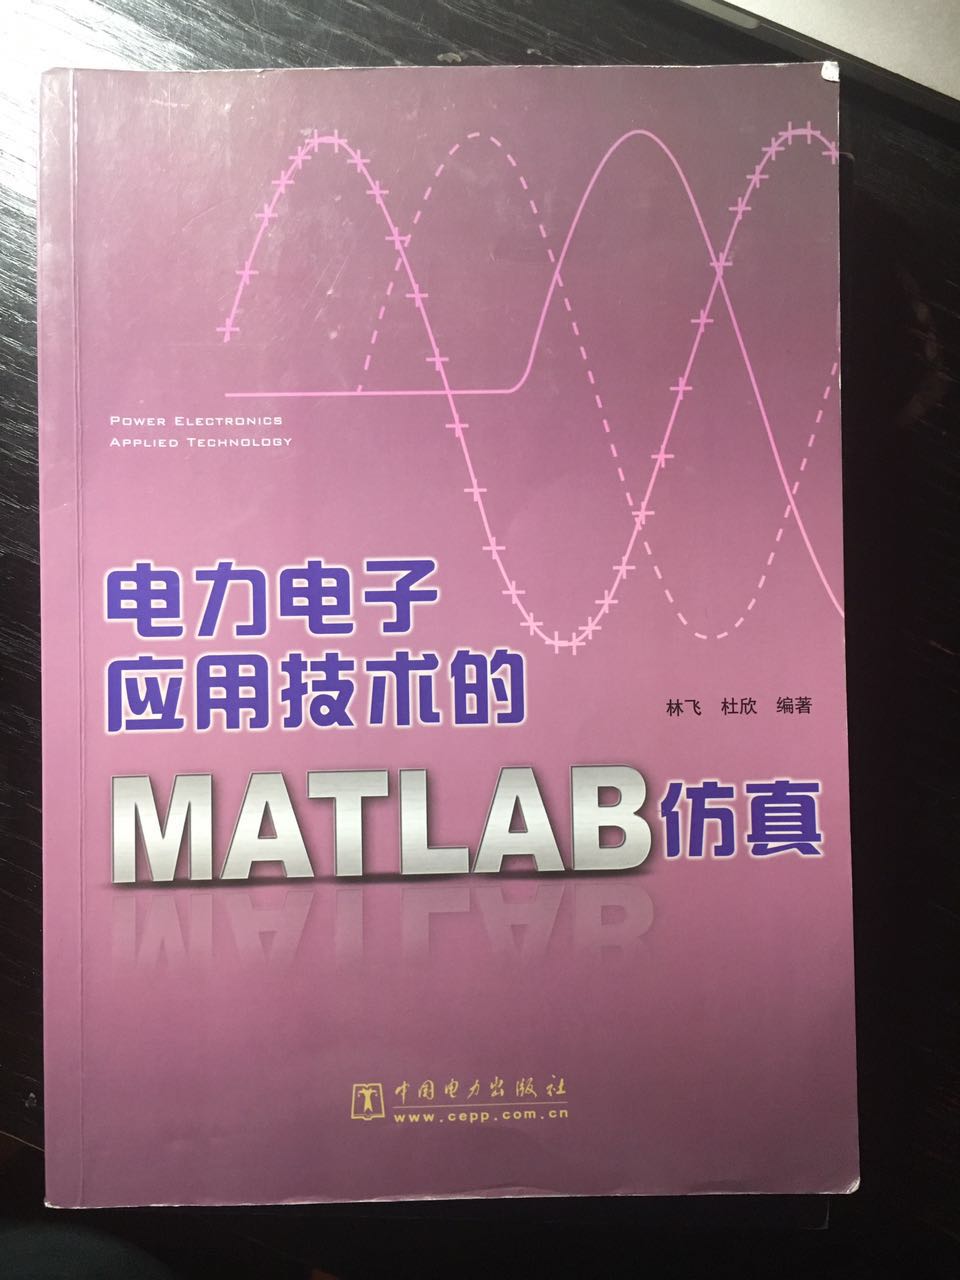 POWER ELECTRONICS
APPLIED TECHNOLOGY
电力电子
应用技术的
林飞 杜欣 编著
MATLAB仿真
中国电力出版社
www.cepp.com.cn